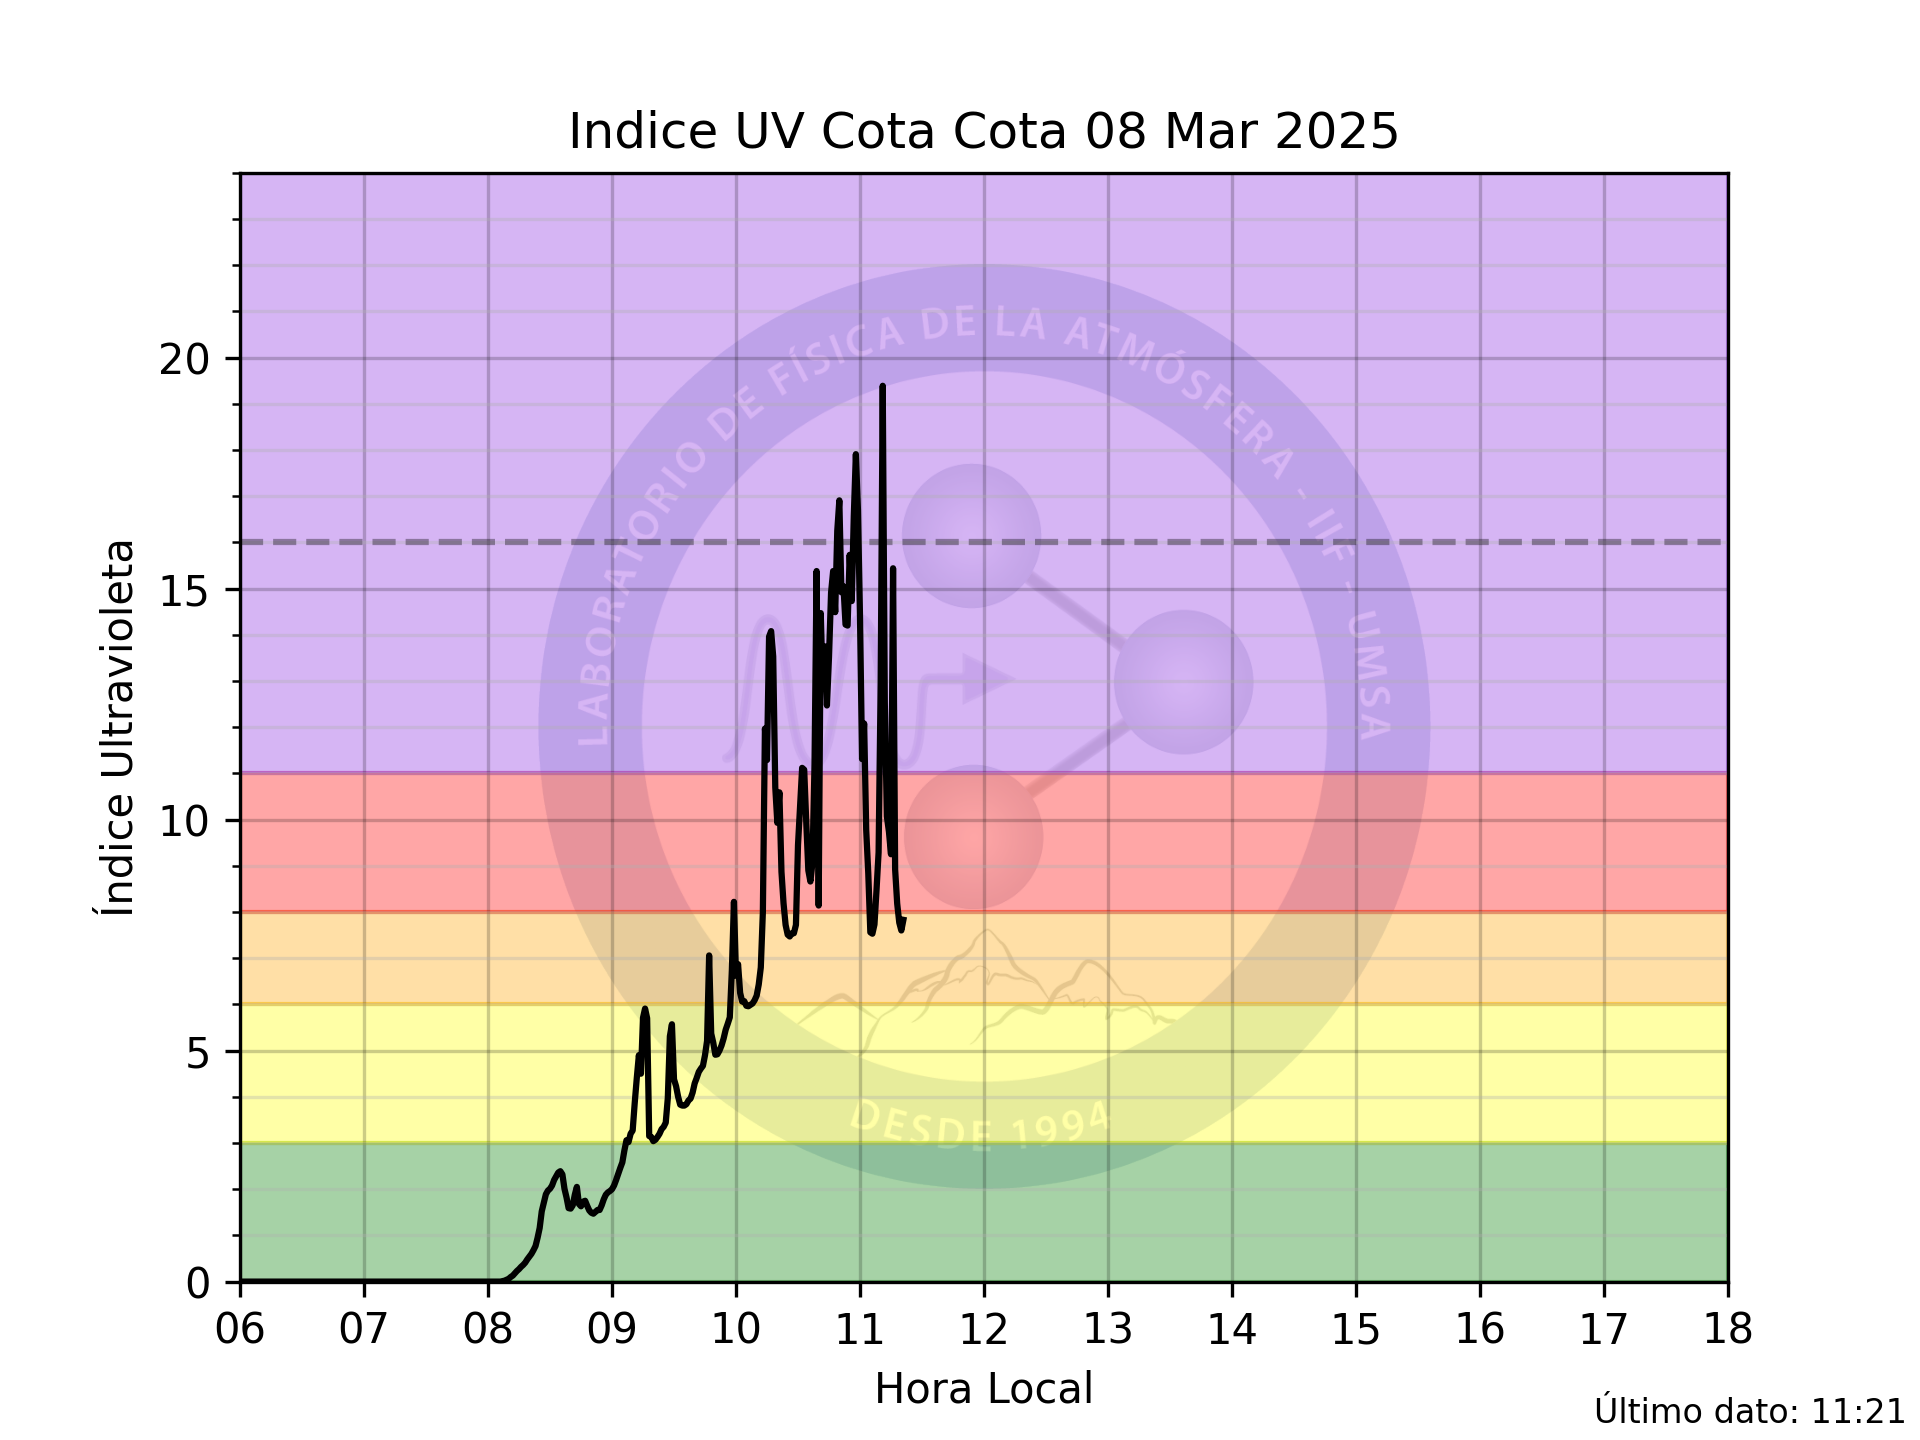 Indice UV Cota Cota 08 Mar 2025
LABORATORIO DE FÍSICA DE LA ATMÓSFERA - IIF - UMSA
20
15
10
5
0
Índice Ultravioleta
DESDE 1994
06 07 08 09 10 11 12 13 14 15 16 17 18
Hora Local
Último dato: 11:21